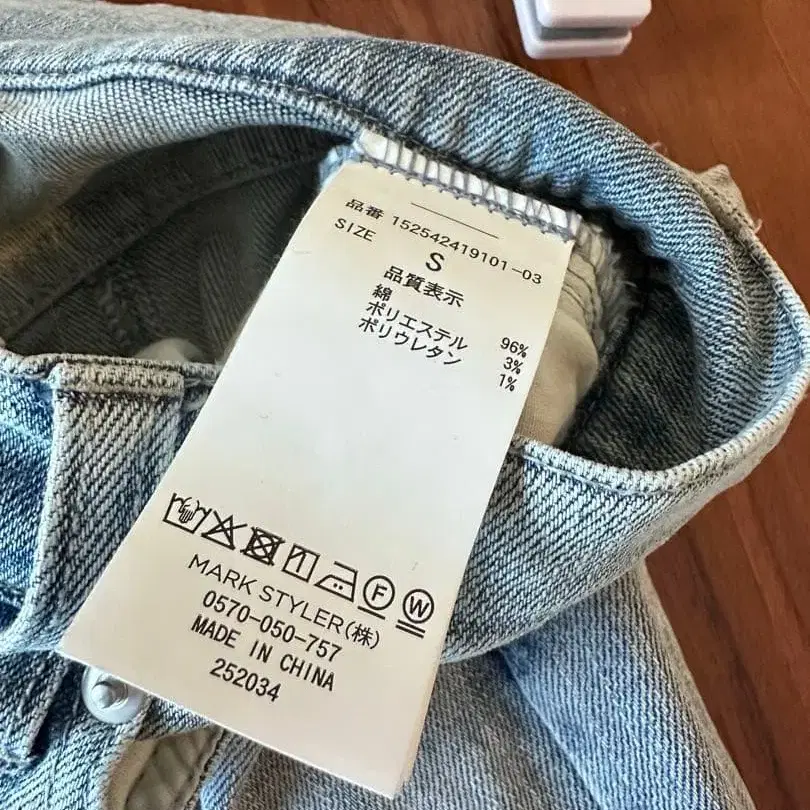 品番 152542419101-03
SIZE
S
品質表示
綿 96%
ポリエステル 3%
ポリウレタン 1%
F W
MARK STYLER(株)
0570-050-757
MADE IN CHINA
252034